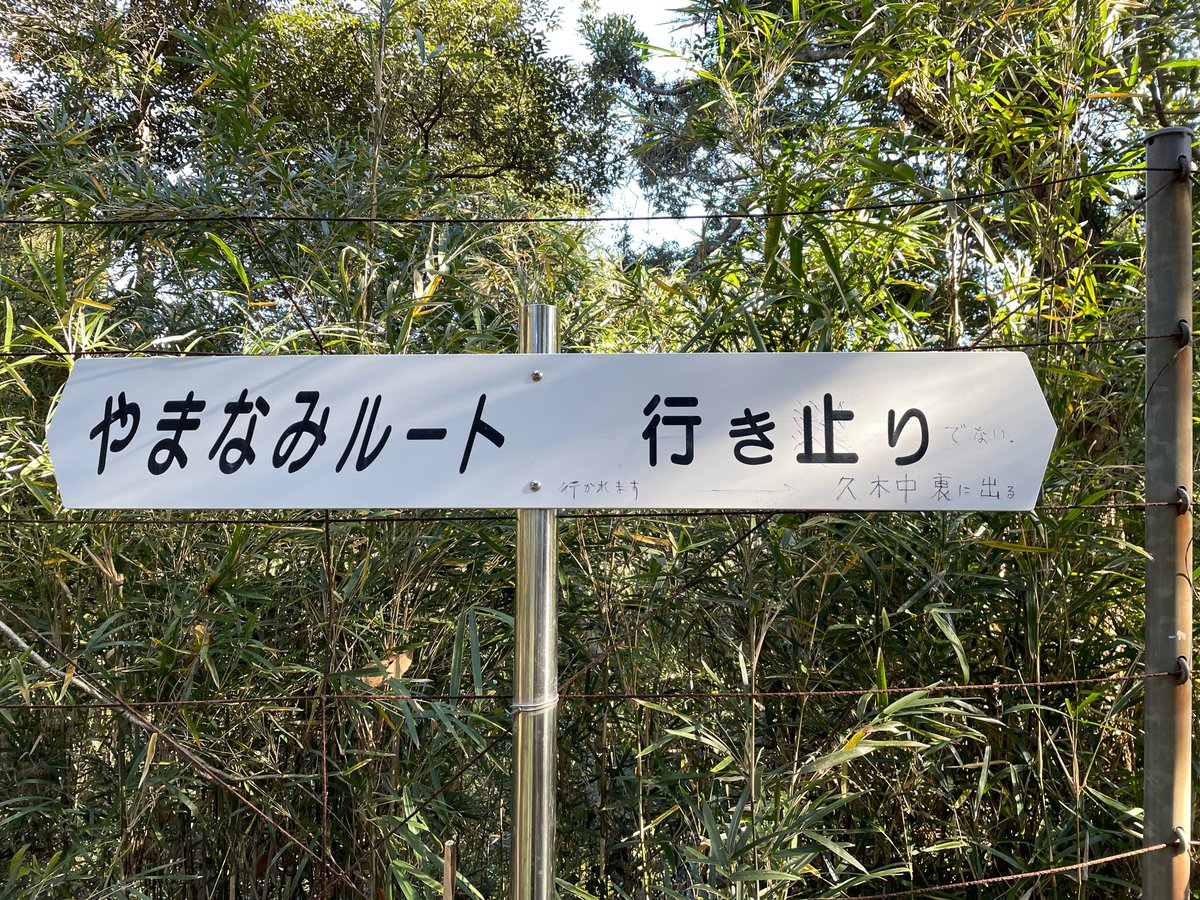 やまなみルート 行き止り でない。
行かれます → 久木中裏に出る